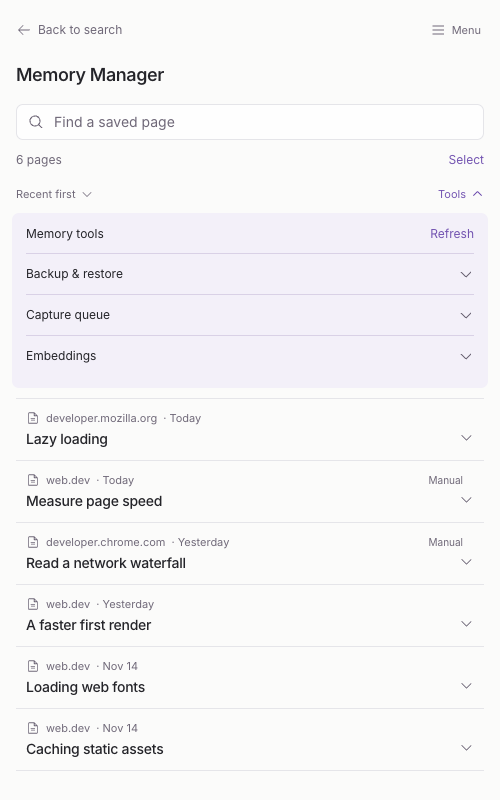 Back to search
Menu
Memory Manager
Find a saved page
6 pages
Select
Recent first
Tools
Memory tools
Refresh
Backup & restore
Capture queue
Embeddings
developer.mozilla.org · Today
Lazy loading
web.dev · Today
Manual
Measure page speed
developer.chrome.com · Yesterday
Manual
Read a network waterfall
web.dev · Yesterday
A faster first render
web.dev · Nov 14
Loading web fonts
web.dev · Nov 14
Caching static assets